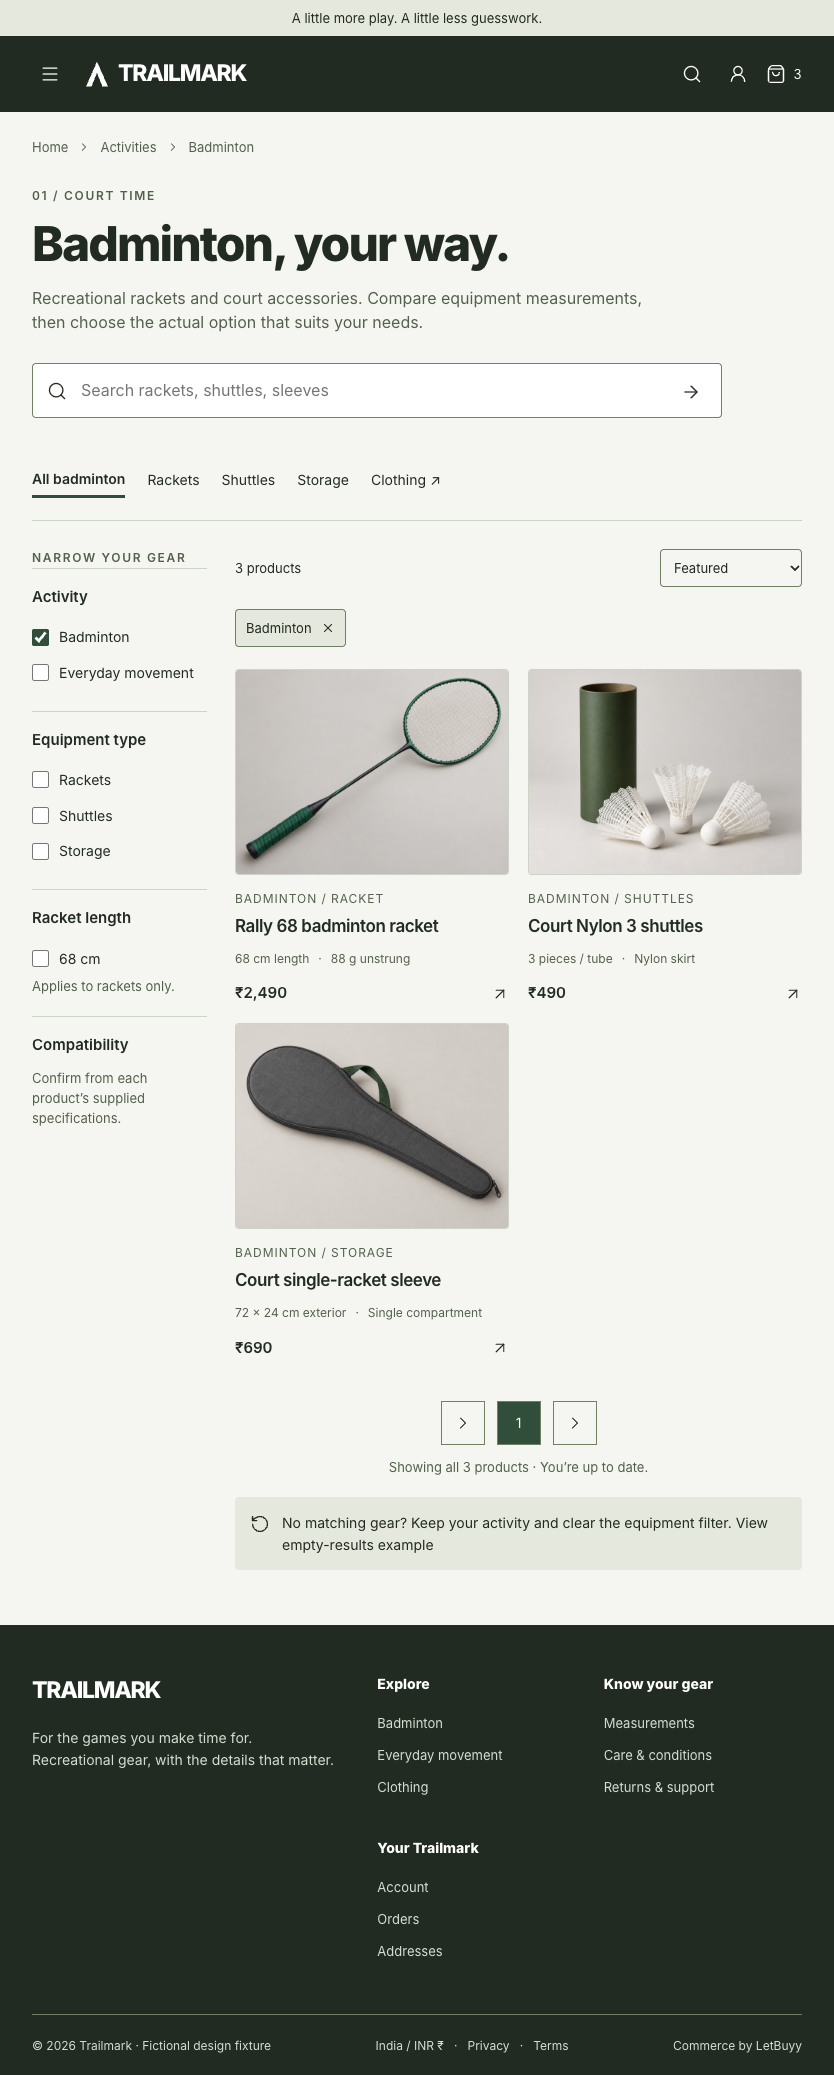 A little more play. A little less guesswork.
TRAILMARK
3
Home > Activities > Badminton
01 / COURT TIME
Badminton, your way.
Recreational rackets and court accessories. Compare equipment measurements,
then choose the actual option that suits your needs.
Search rackets, shuttles, sleeves
All badminton Rackets Shuttles Storage Clothing ↗
NARROW YOUR GEAR
Activity
Badminton
Everyday movement
Equipment type
Rackets
Shuttles
Storage
Racket length
68 cm
Applies to rackets only.
Compatibility
Confirm from each
product’s supplied
specifications.
3 products
Featured
Badminton ×
BADMINTON / RACKET
Rally 68 badminton racket
68 cm length · 88 g unstrung
₹2,490
BADMINTON / SHUTTLES
Court Nylon 3 shuttles
3 pieces / tube · Nylon skirt
₹490
BADMINTON / STORAGE
Court single-racket sleeve
72 × 24 cm exterior · Single compartment
₹690
1
Showing all 3 products · You’re up to date.
No matching gear? Keep your activity and clear the equipment filter. View
empty-results example
TRAILMARK
For the games you make time for.
Recreational gear, with the details that matter.
Explore
Badminton
Everyday movement
Clothing
Know your gear
Measurements
Care & conditions
Returns & support
Your Trailmark
Account
Orders
Addresses
© 2026 Trailmark · Fictional design fixture
India / INR ₹ · Privacy · Terms
Commerce by LetBuyy